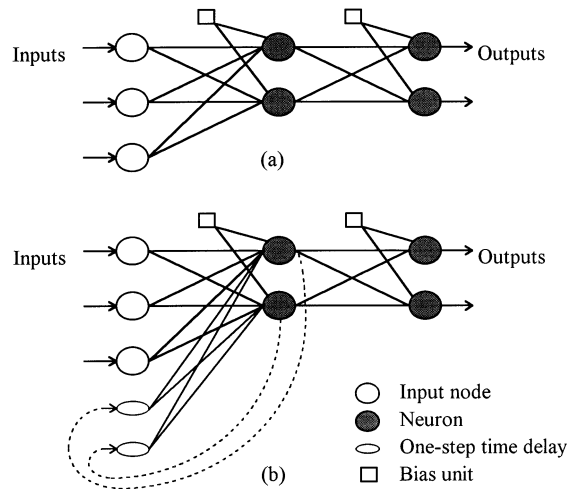 Inputs
Outputs
(a)
Inputs
Outputs
Input node
Neuron
One-step time delay
(b)
Bias unit